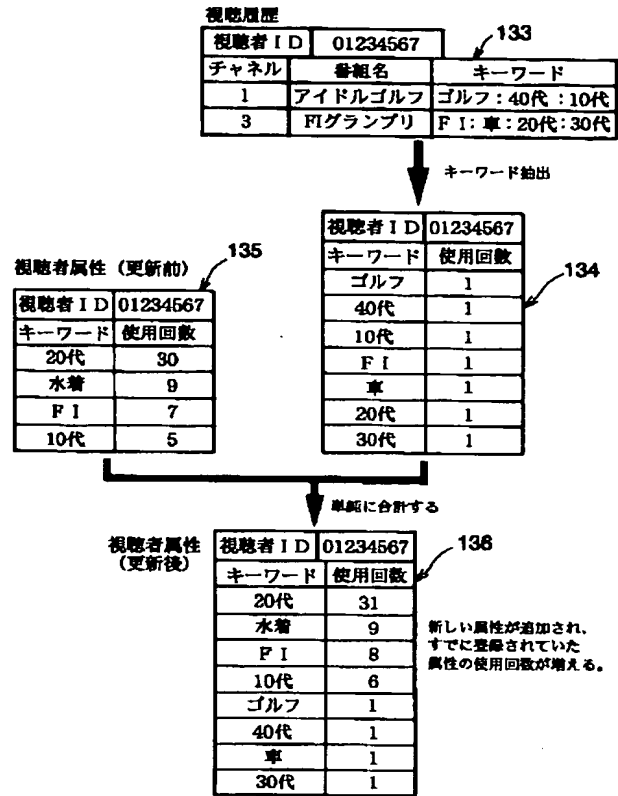 視聴履歴
視聴者ID 01234567
133
チャネル 番組名 キーワード
1 アイドルゴルフ ゴルフ:40代:10代
3 FIグランプリ FI:車:20代:30代
キーワード抽出
視聴者ID 01234567
134
キーワード 使用回数
ゴルフ 1
40代 1
10代 1
FI 1
車 1
20代 1
30代 1
視聴者属性(更新前)
135
視聴者ID 01234567
キーワード 使用回数
20代 30
水着 9
FI 7
10代 5
単純に合計する
視聴者属性
(更新後)
視聴者ID 01234567
136
キーワード 使用回数
20代 31
水着 9
FI 8
10代 6
ゴルフ 1
40代 1
車 1
30代 1
新しい属性が追加され、
すでに登録されていた
属性の使用回数が増える。